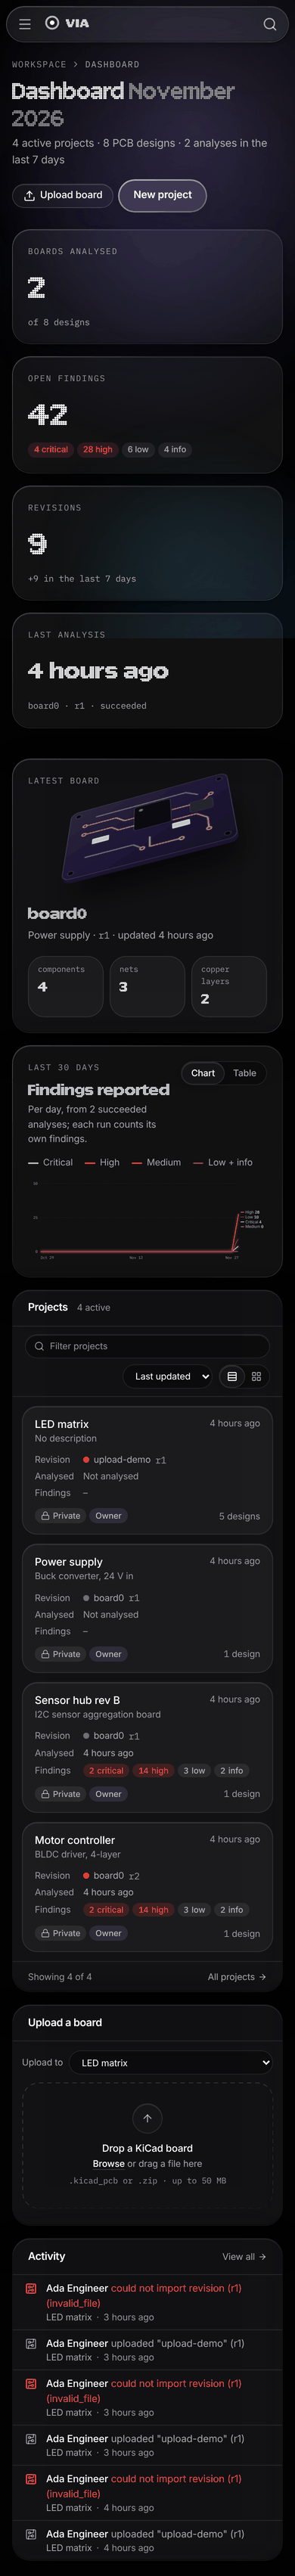 VIA
WORKSPACE > DASHBOARD
Dashboard November
2026
4 active projects · 8 PCB designs · 2 analyses in the
last 7 days
Upload board
New project
BOARDS ANALYSED
2
of 8 designs
OPEN FINDINGS
42
4 critical 28 high 6 low 4 info
REVISIONS
9
+9 in the last 7 days
LAST ANALYSIS
4 hours ago
board0 · r1 · succeeded
LATEST BOARD
board0
Power supply · r1 · updated 4 hours ago
components
4
nets
3
copper
layers
2
LAST 30 DAYS
Chart Table
Findings reported
Per day, from 2 succeeded
analyses; each run counts its
own findings.
Critical High Medium Low + info
Projects 4 active
Filter projects
Last updated
LED matrix 4 hours ago
No description
Revision upload-demo r1
Analysed Not analysed
Findings –
Private Owner 5 designs
Power supply 4 hours ago
Buck converter, 24 V in
Revision board0 r1
Analysed Not analysed
Findings –
Private Owner 1 design
Sensor hub rev B 4 hours ago
I2C sensor aggregation board
Revision board0 r1
Analysed 4 hours ago
Findings 2 critical 14 high 3 low 2 info
Private Owner 1 design
Motor controller 4 hours ago
BLDC driver, 4-layer
Revision board0 r2
Analysed 4 hours ago
Findings 2 critical 14 high 3 low 2 info
Private Owner 1 design
Showing 4 of 4 All projects →
Upload a board
Upload to LED matrix
Drop a KiCad board
Browse or drag a file here
.kicad_pcb or .zip · up to 50 MB
Activity View all →
Ada Engineer could not import revision (r1)
(invalid_file)
LED matrix · 3 hours ago
Ada Engineer uploaded "upload-demo" (r1)
LED matrix · 3 hours ago
Ada Engineer could not import revision (r1)
(invalid_file)
LED matrix · 3 hours ago
Ada Engineer uploaded "upload-demo" (r1)
LED matrix · 3 hours ago
Ada Engineer could not import revision (r1)
(invalid_file)
LED matrix · 4 hours ago
Ada Engineer uploaded "upload-demo" (r1)
LED matrix · 4 hours ago